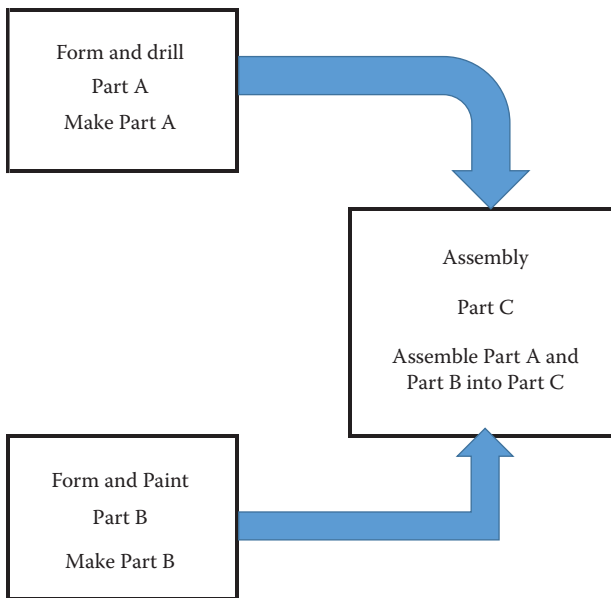 Form and drill
Part A
Make Part A
Assembly
Part C
Assemble Part A and
Part B into Part C
Form and Paint
Part B
Make Part B